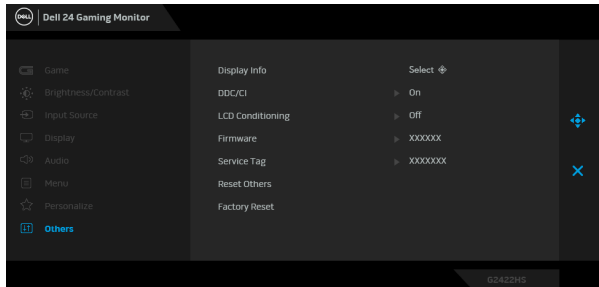 DELL Dell 24 Gaming Monitor
Game
Brightness/Contrast
Input Source
Display
Audio
Menu
Personalize
Others
Display Info Select
DDC/CI On
LCD Conditioning Off
Firmware XXXXXX
Service Tag XXXXXXX
Reset Others
Factory Reset
G2422HS